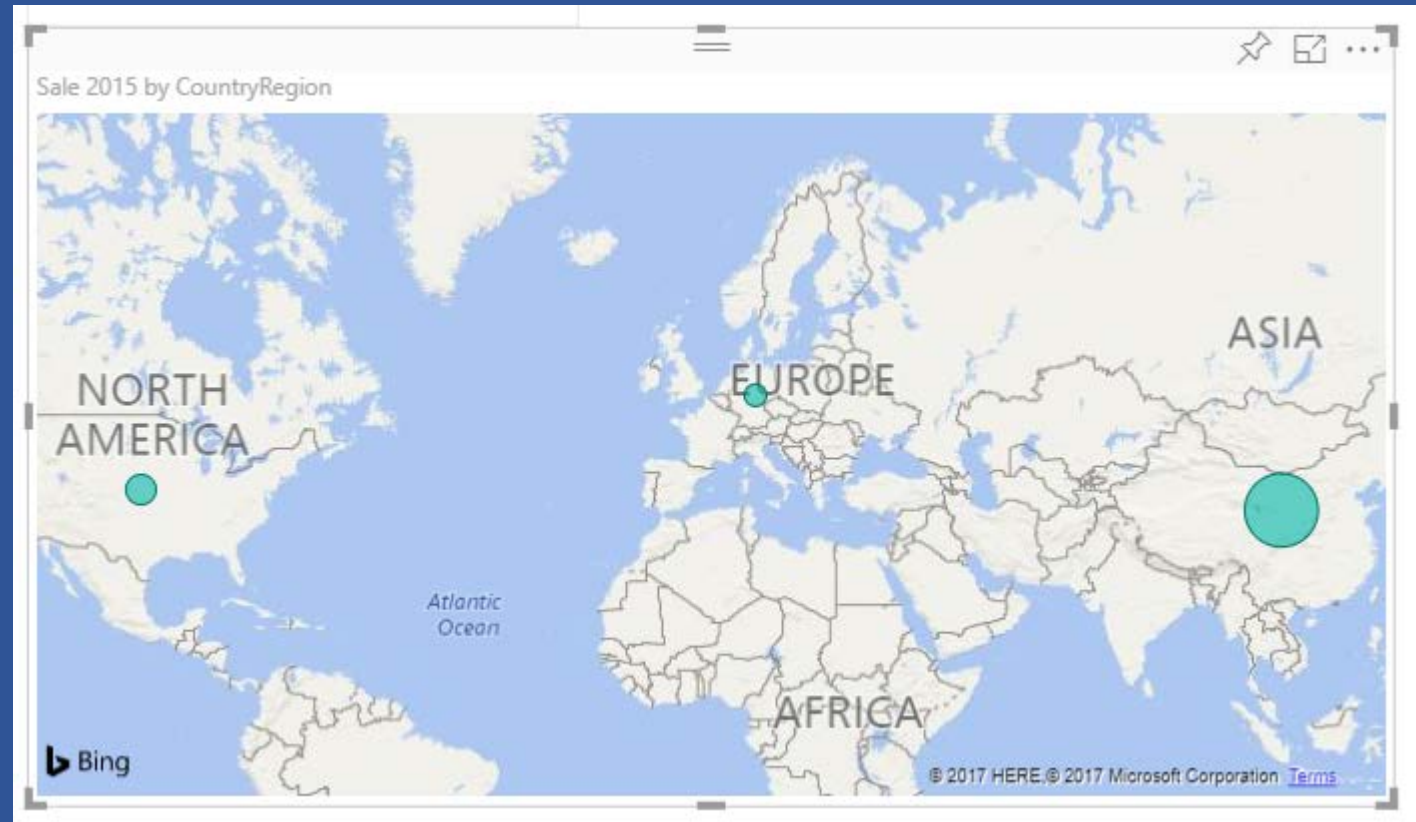 Sale 2015 by CountryRegion
ASIA
EUROPE
NORTH
AMERICA
Atlantic
Ocean
AFRICA
Bing
© 2017 HERE,© 2017 Microsoft Corporation Terms